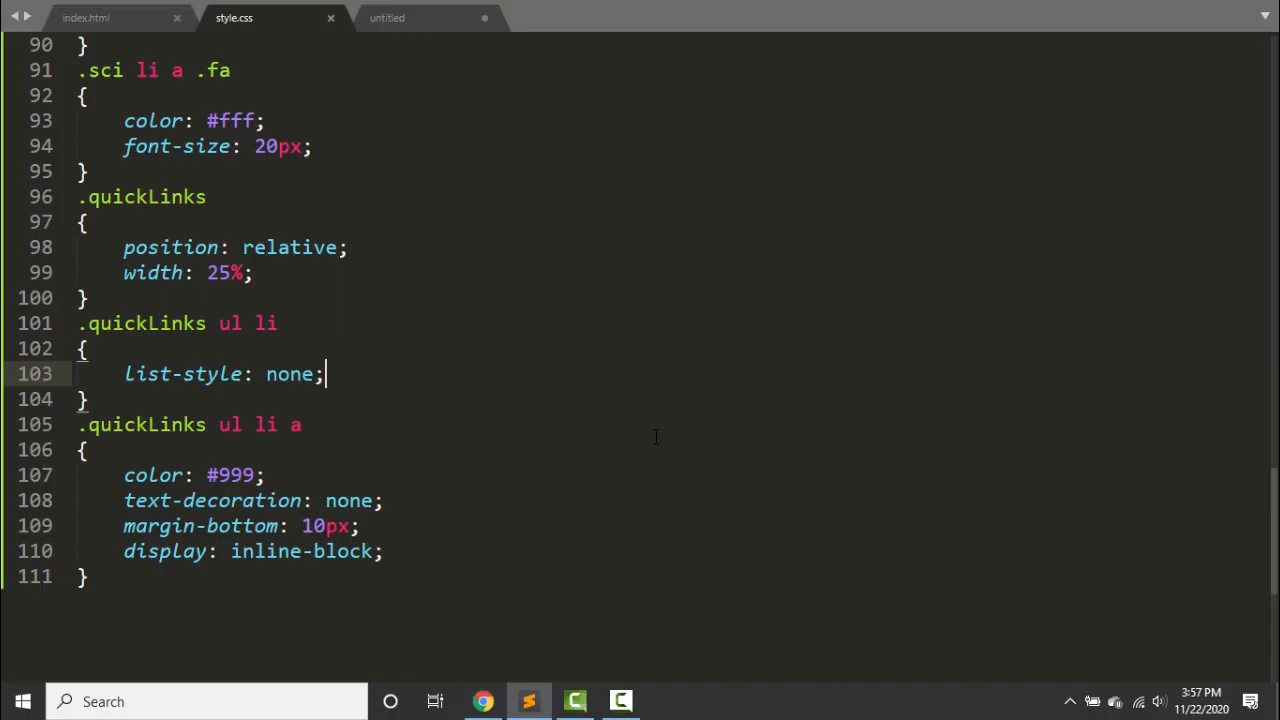 index.html × style.css × untitled
90 }
91 .sci li a .fa
92 {
93 color: #fff;
94 font-size: 20px;
95 }
96 .quickLinks
97 {
98 position: relative;
99 width: 25%;
100 }
101 .quickLinks ul li
102 {
103 list-style: none;
104 }
105 .quickLinks ul li a
106 {
107 color: #999;
108 text-decoration: none;
109 margin-bottom: 10px;
110 display: inline-block;
111 }
Search
3:57 PM
11/22/2020